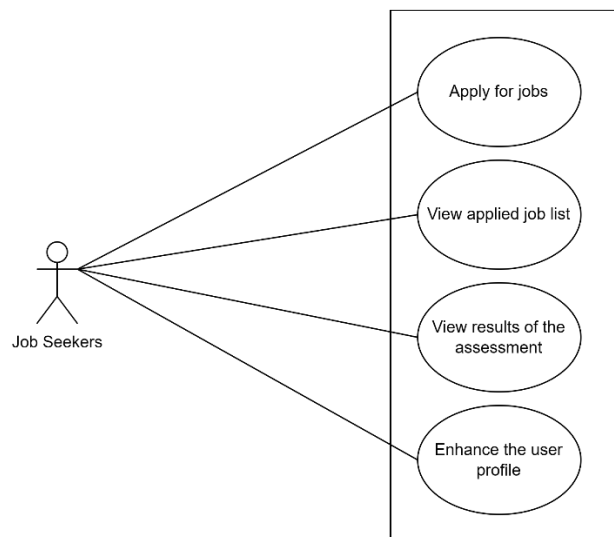 Apply for jobs
View applied job list
Job Seekers
View results of the
assessment
Enhance the user
profile